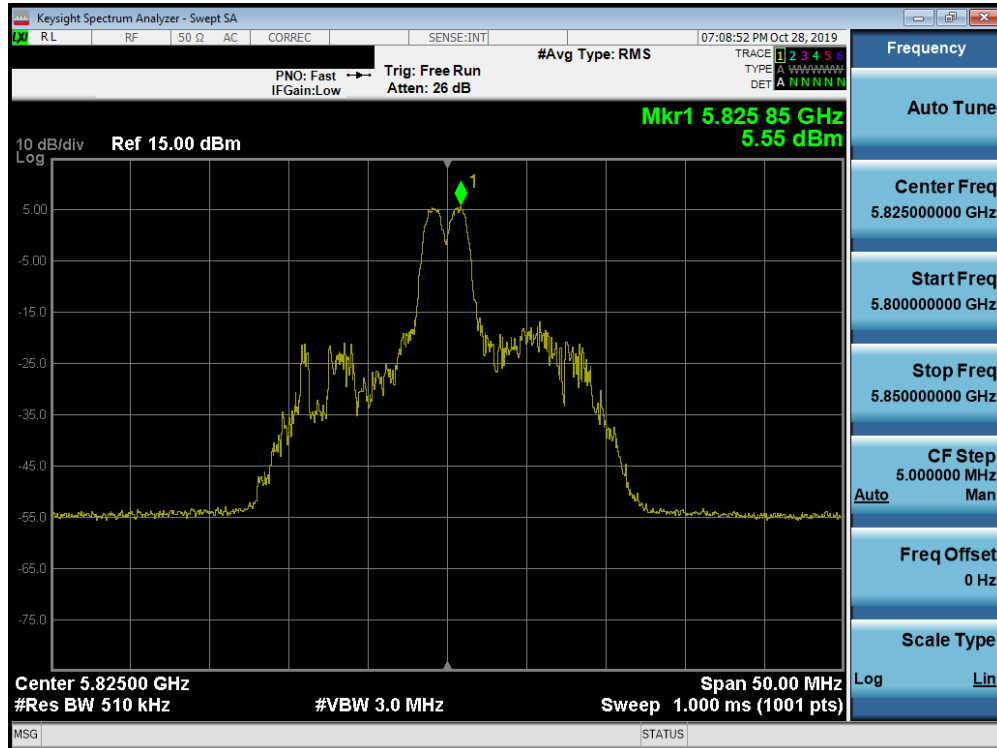 Keysight Spectrum Analyzer - Swept SA
LXI RL RF 50 Ω AC CORREC SENSE:INT 07:08:52 PM Oct 28, 2019
PNO: Fast
IFGain:Low
Trig: Free Run
Atten: 26 dB
#Avg Type: RMS
TRACE 1 2 3 4 5 6
TYPE A WWWWW
DET A N N N N N
Mkr1 5.825 85 GHz
5.55 dBm
10 dB/div Ref 15.00 dBm
Log
1
5.00
-5.00
-15.0
-25.0
-35.0
-45.0
-55.0
-65.0
-75.0
Center 5.82500 GHz Span 50.00 MHz
#Res BW 510 kHz #VBW 3.0 MHz Sweep 1.000 ms (1001 pts)
MSG STATUS
Frequency
Auto Tune
Center Freq
5.825000000 GHz
Start Freq
5.800000000 GHz
Stop Freq
5.850000000 GHz
CF Step
5.000000 MHz
Auto Man
Freq Offset
0 Hz
Scale Type
Log Lin